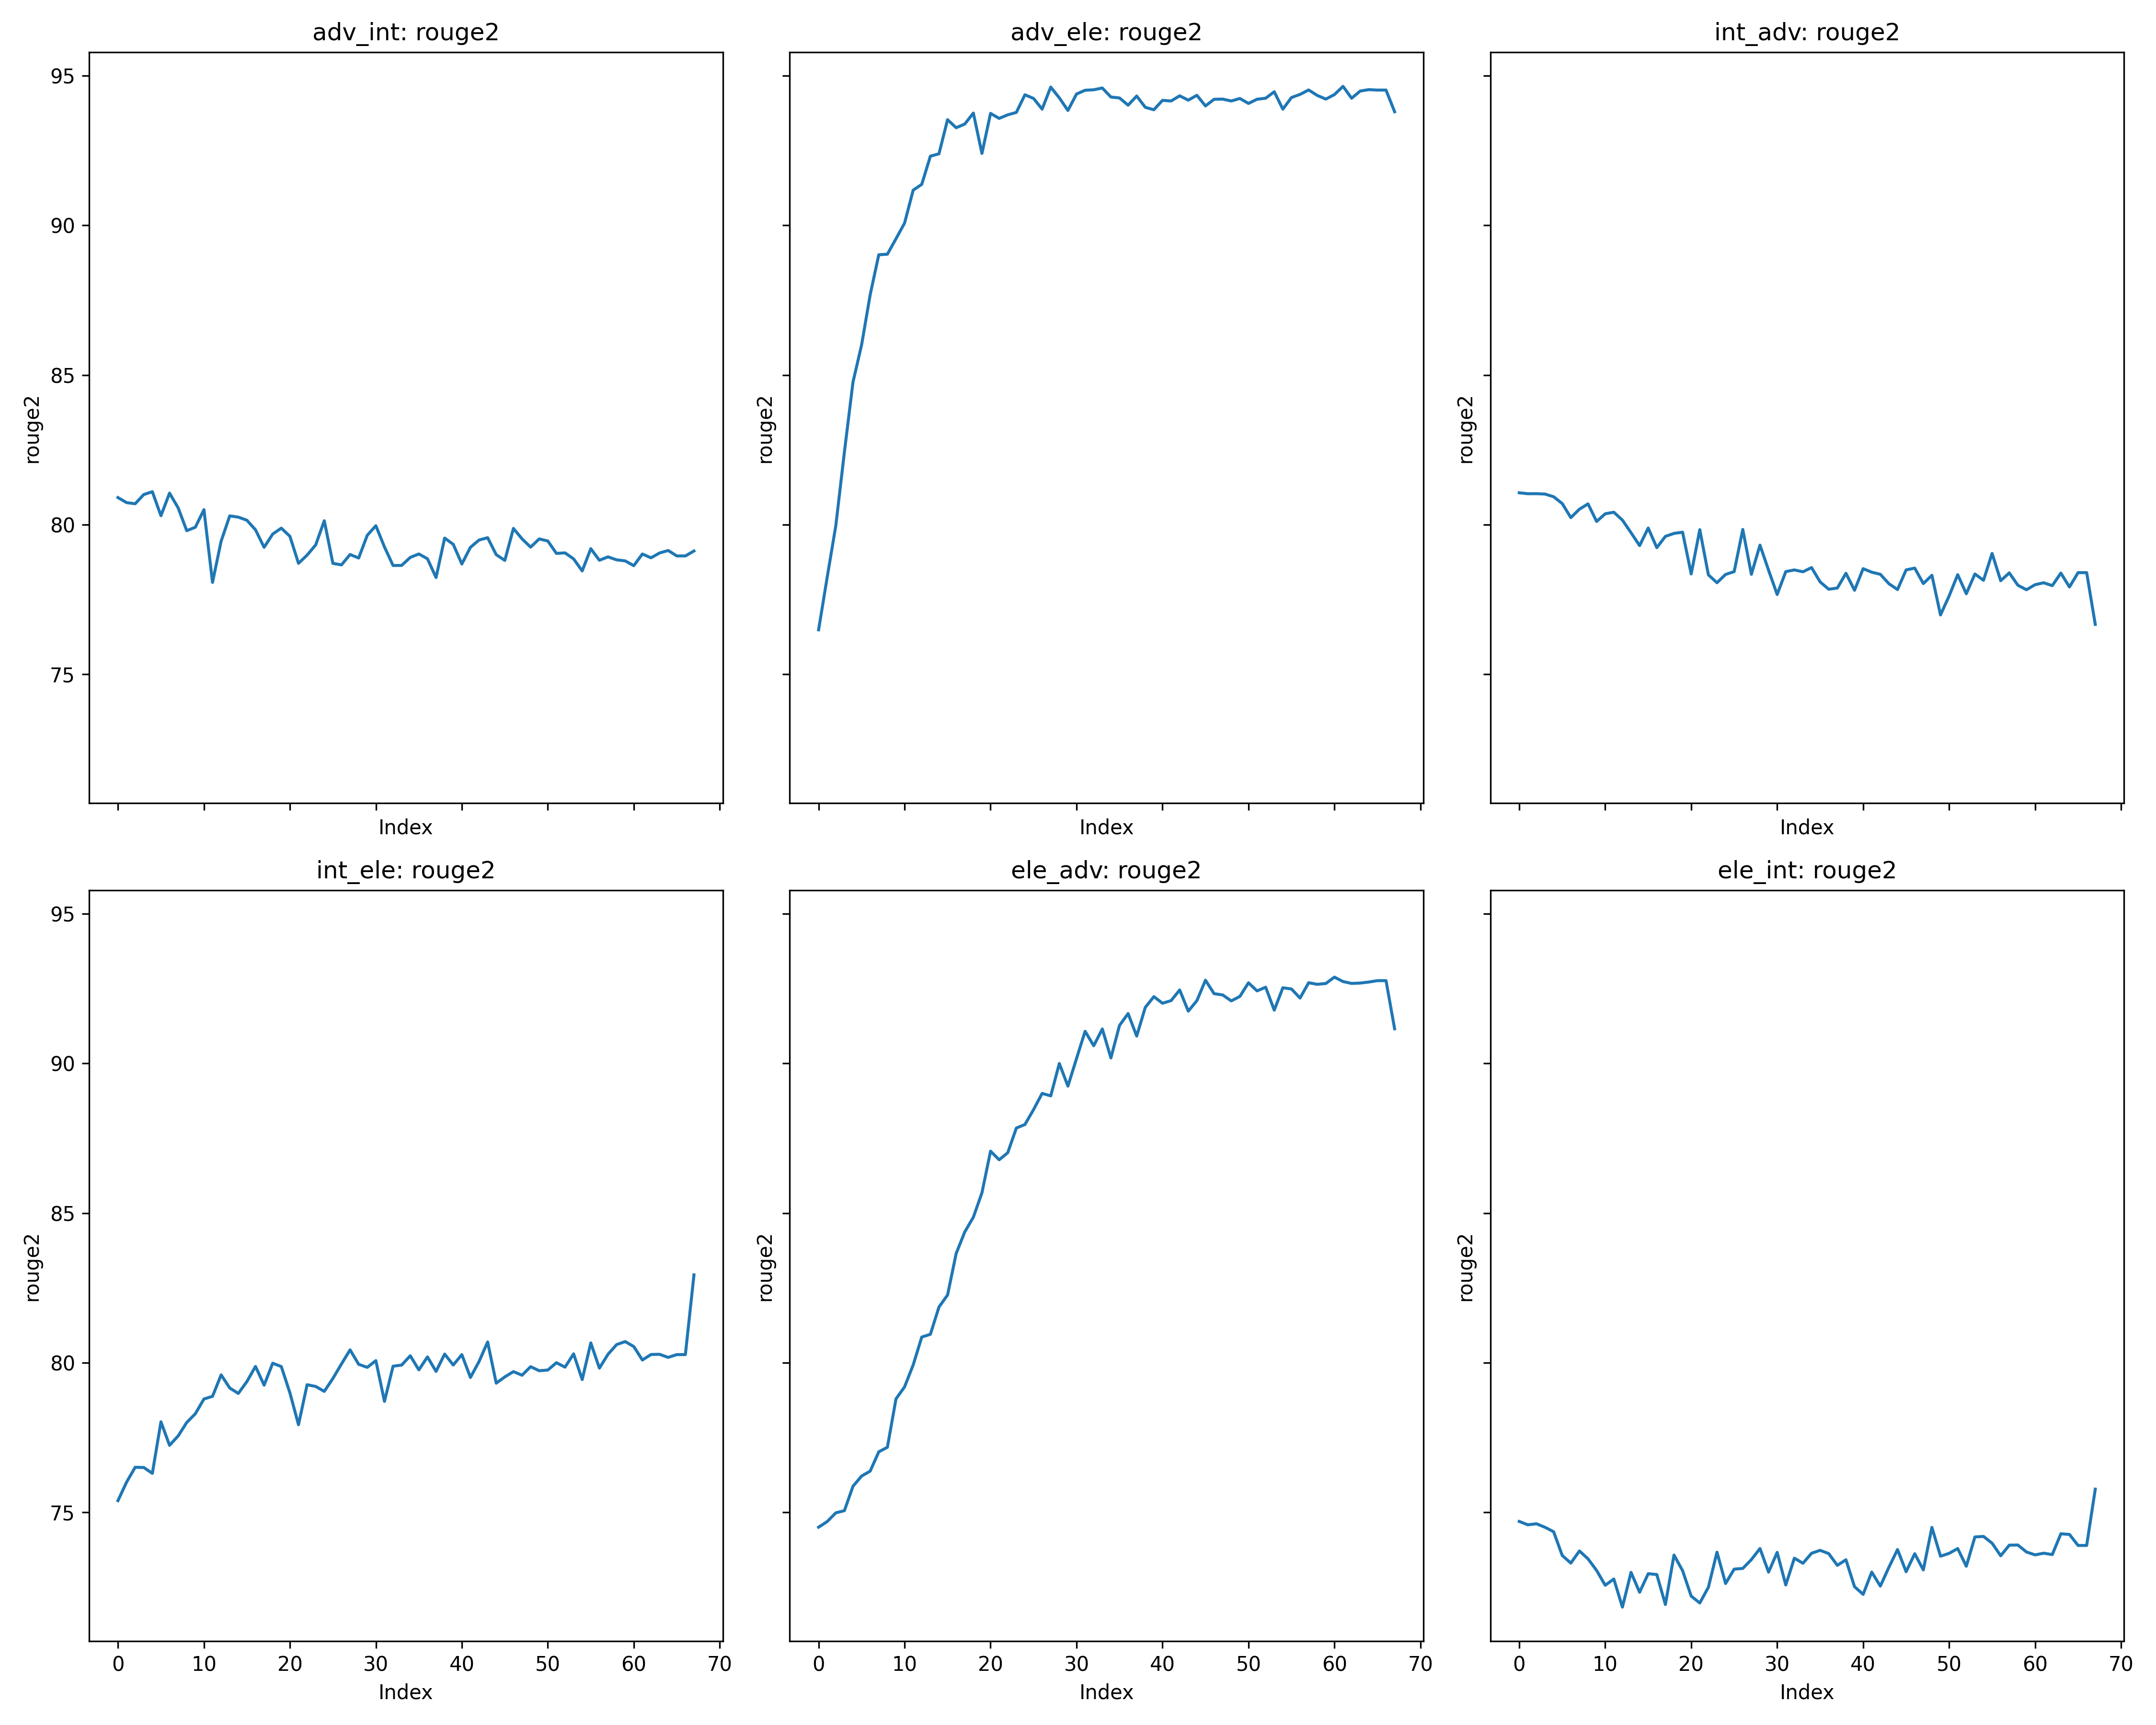 adv_int: rouge2
adv_ele: rouge2
int_adv: rouge2
95
90
85
80
75
rouge2
rouge2
rouge2
Index
Index
Index
int_ele: rouge2
ele_adv: rouge2
ele_int: rouge2
95
90
85
80
75
rouge2
rouge2
rouge2
0 10 20 30 40 50 60 70
0 10 20 30 40 50 60 70
0 10 20 30 40 50 60 70
Index
Index
Index